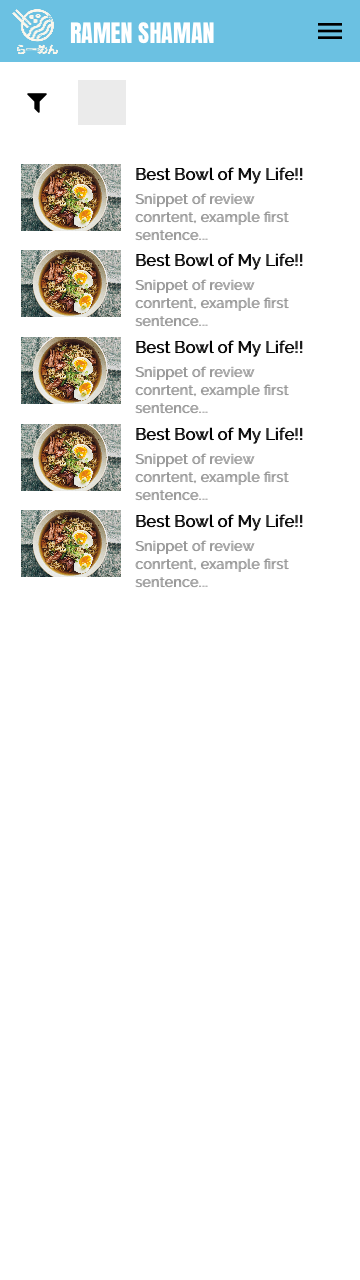 RAMEN SHAMAN
らーめん
Best Bowl of My Life!!
Snippet of review
conrtent, example first
sentence...
Best Bowl of My Life!!
Snippet of review
conrtent, example first
sentence...
Best Bowl of My Life!!
Snippet of review
conrtent, example first
sentence...
Best Bowl of My Life!!
Snippet of review
conrtent, example first
sentence...
Best Bowl of My Life!!
Snippet of review
conrtent, example first
sentence...